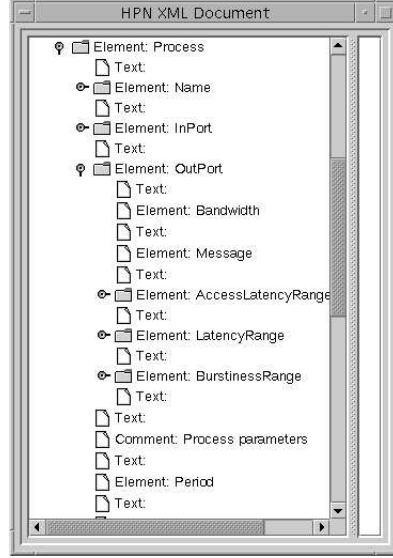 HPN XML Document
Element: Process
Text:
Element: Name
Text:
Element: InPort
Text:
Element: OutPort
Text:
Element: Bandwidth
Text:
Element: Message
Text:
Element: AccessLatencyRange
Text:
Element: LatencyRange
Text:
Element: BurstinessRange
Text:
Text:
Comment: Process parameters
Text:
Element: Period
Text: